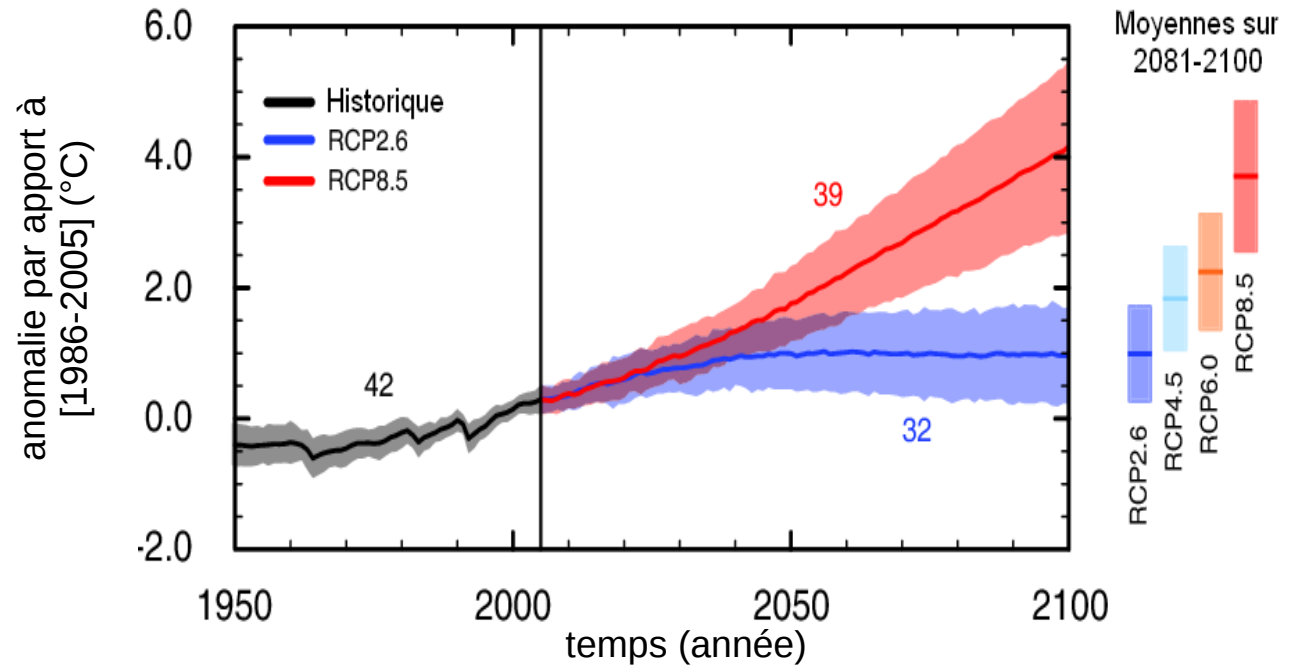 anomalie par apport à
[1986-2005] (°C)
6.0
4.0
2.0
0.0
-2.0
Historique
RCP2.6
RCP8.5
42
39
32
1950
2000
2050
2100
temps (année)
Moyennes sur
2081-2100
RCP2.6
RCP4.5
RCP6.0
RCP8.5